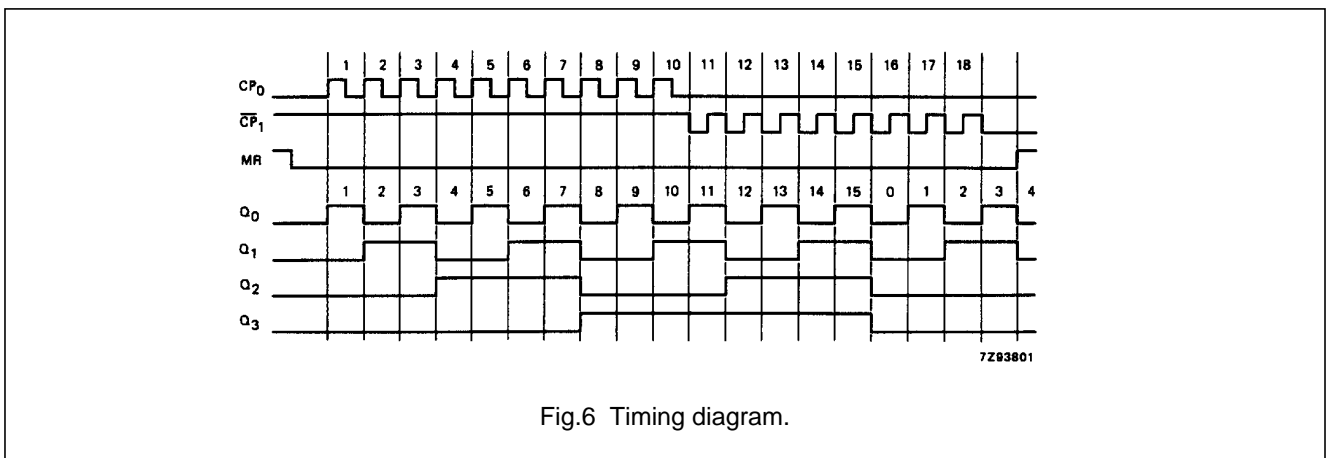 1 2 3 4 5 6 7 8 9 10 11 12 13 14 15 16 17 18
CP0
C̅P̅1
MR
1 2 3 4 5 6 7 8 9 10 11 12 13 14 15 0 1 2 3 4
Q0
Q1
Q2
Q3
7Z93801
Fig.6 Timing diagram.